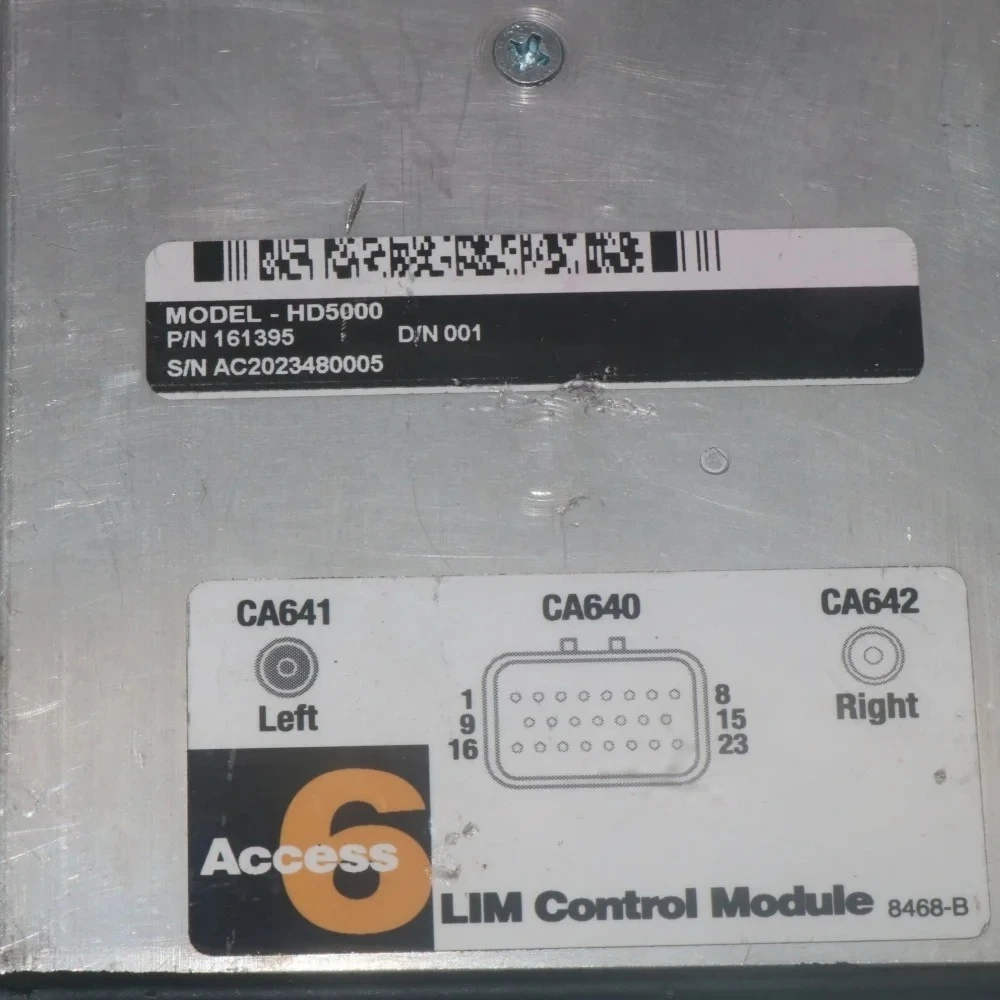 MODEL - HD5000
P/N 161395 D/N 001
S/N AC2023480005
CA641 CA640 CA642
Left Right
1 8
9 15
16 23
Access 6
LIM Control Module 8468-B